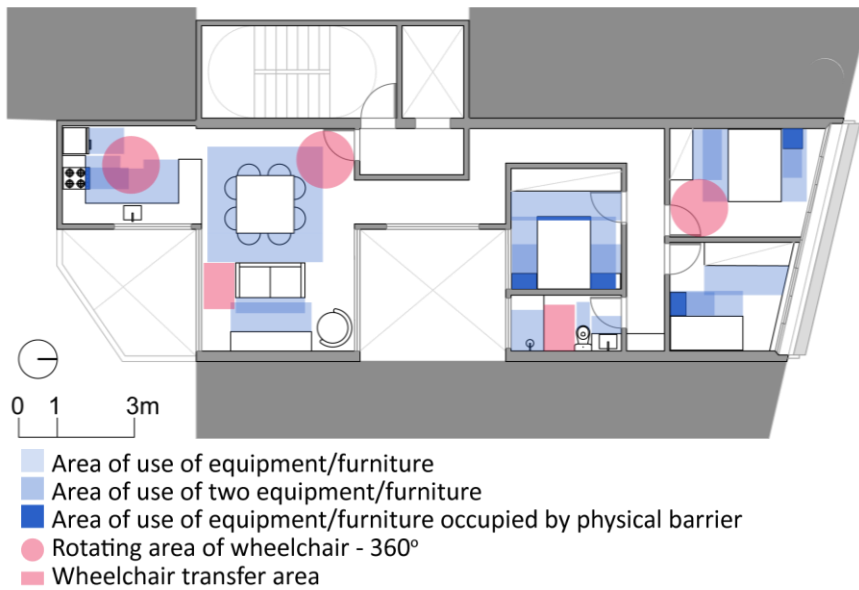 0 1 3m
Area of use of equipment/furniture
Area of use of two equipment/furniture
Area of use of equipment/furniture occupied by physical barrier
Rotating area of wheelchair - 360º
Wheelchair transfer area